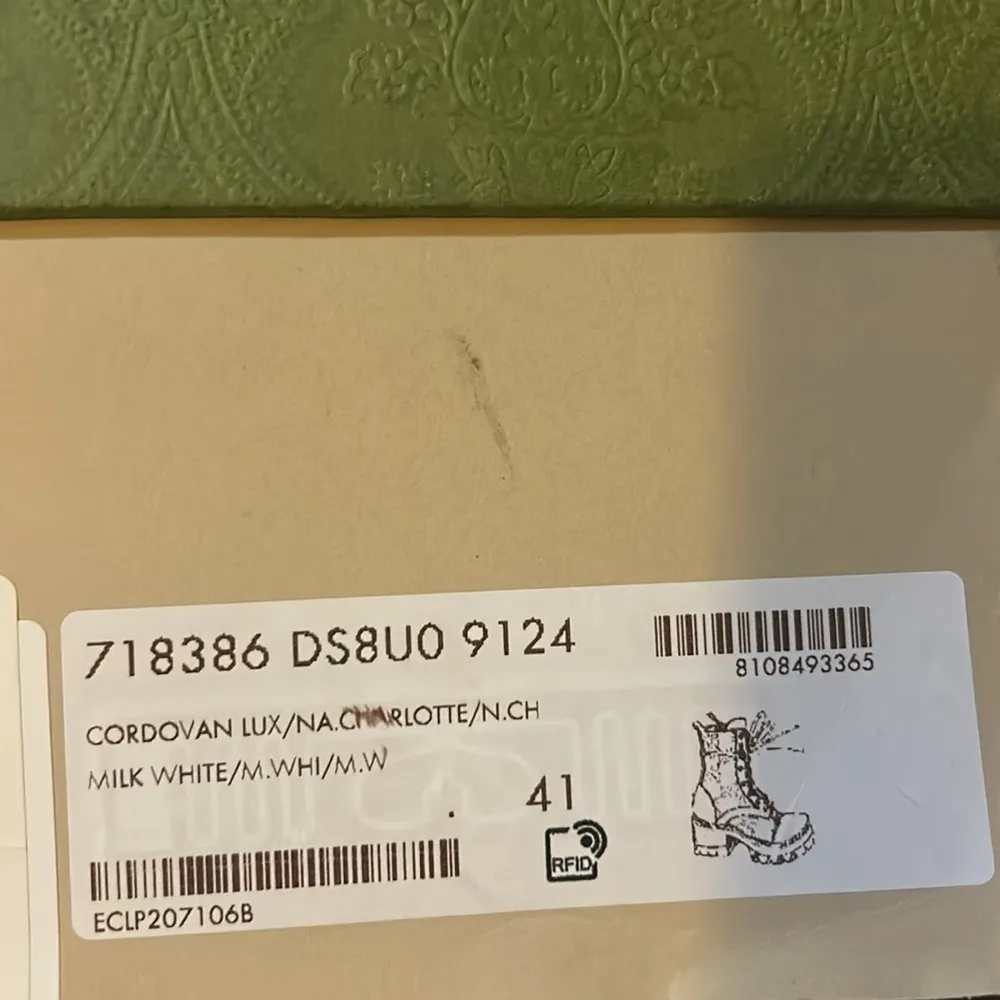 718386 DS8U0 9124
8108493365
CORDOVAN LUX/NA.CHARLOTTE/N.CH
MILK WHITE/M.WHI/M.W
41
RFID
ECLP207106B